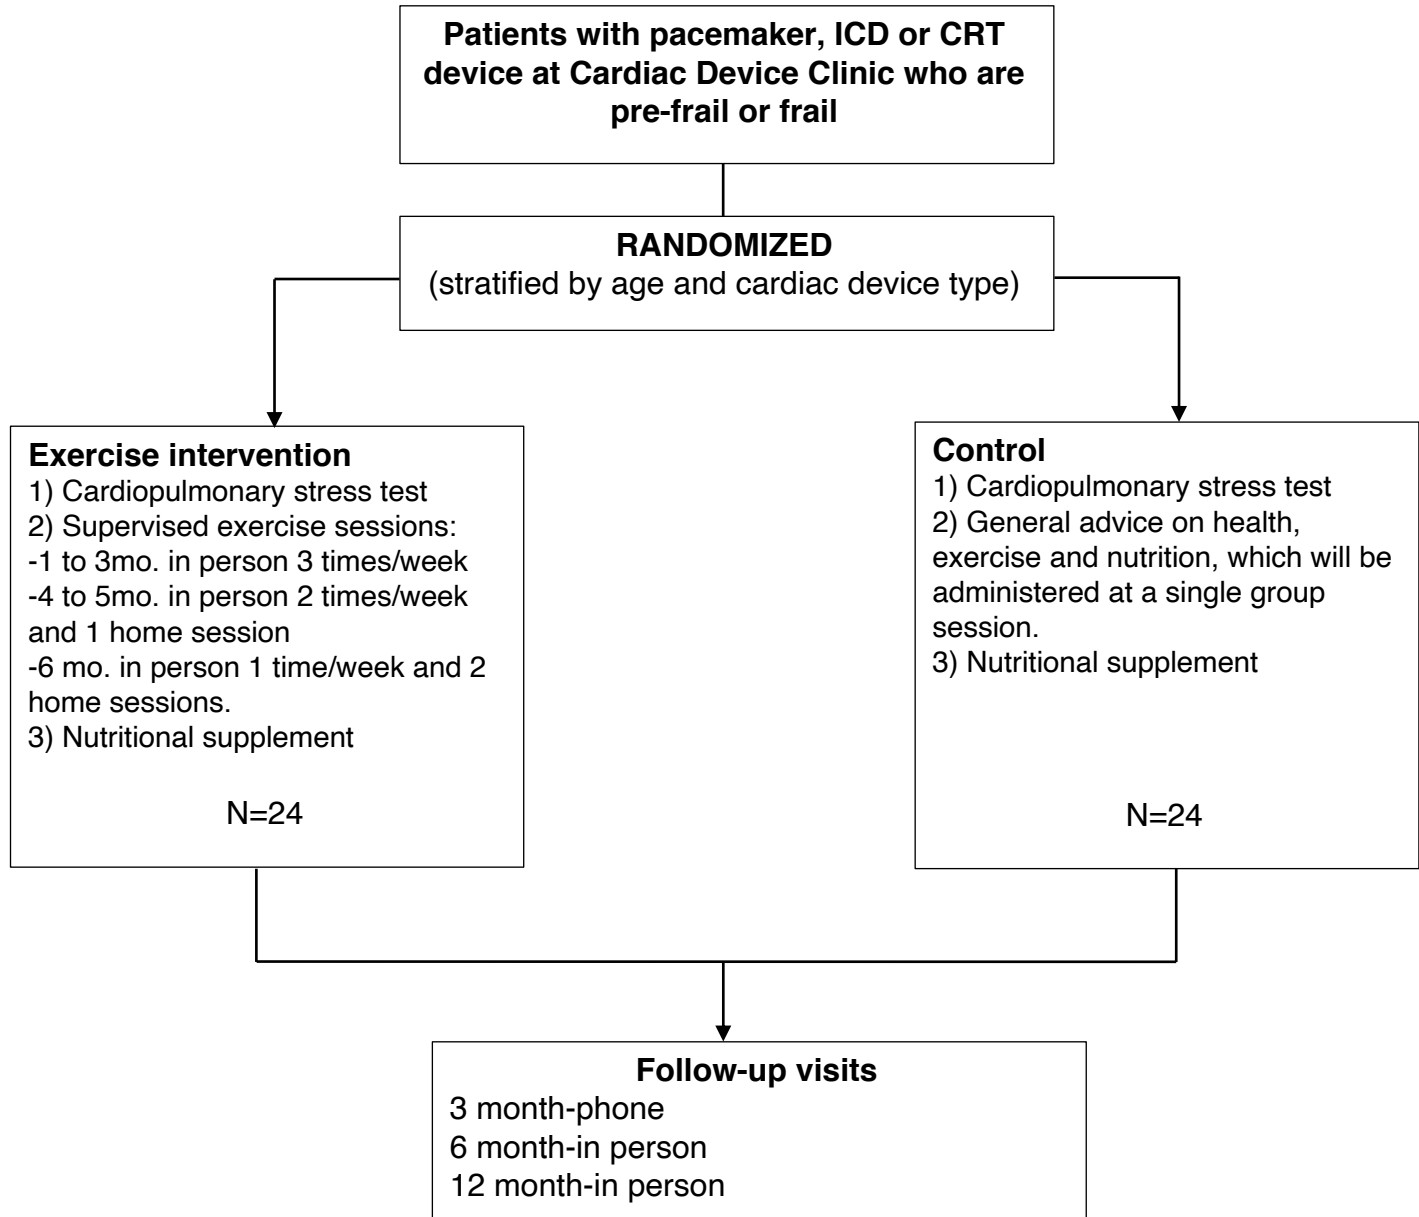 Patients with pacemaker, ICD or CRT
device at Cardiac Device Clinic who are
pre-frail or frail
RANDOMIZED
(stratified by age and cardiac device type)
Exercise intervention
1) Cardiopulmonary stress test
2) Supervised exercise sessions:
-1 to 3mo. in person 3 times/week
-4 to 5mo. in person 2 times/week
and 1 home session
-6 mo. in person 1 time/week and 2
home sessions.
3) Nutritional supplement
N=24
Control
1) Cardiopulmonary stress test
2) General advice on health,
exercise and nutrition, which will be
administered at a single group
session.
3) Nutritional supplement
N=24
Follow-up visits
3 month-phone
6 month-in person
12 month-in person